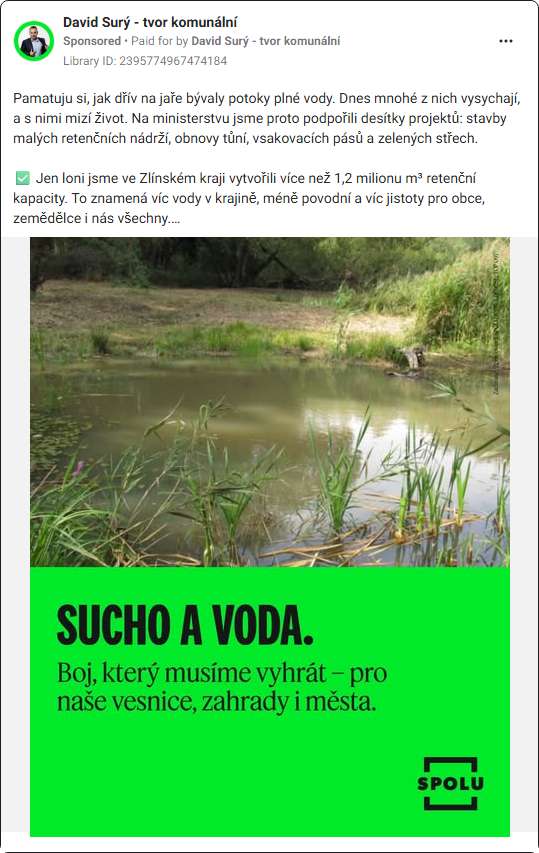 David Surý - tvor komunální
Sponsored • Paid for by David Surý - tvor komunální
Library ID: 2395774967474184
Pamatuju si, jak dřív na jaře bývaly potoky plné vody. Dnes mnohé z nich vysychají,
a s nimi mizí život. Na ministerstvu jsme proto podpořili desítky projektů: stavby
malých retenčních nádrží, obnovy tůní, vsakovacích pásů a zelených střech.
✅ Jen loni jsme ve Zlínském kraji vytvořili více než 1,2 milionu m³ retenční
kapacity. To znamená víc vody v krajině, méně povodní a víc jistoty pro obce,
zemědělce i nás všechny....
SUCHO A VODA.
Boj, který musíme vyhrát – pro
naše vesnice, zahrady i města.
SPOLU